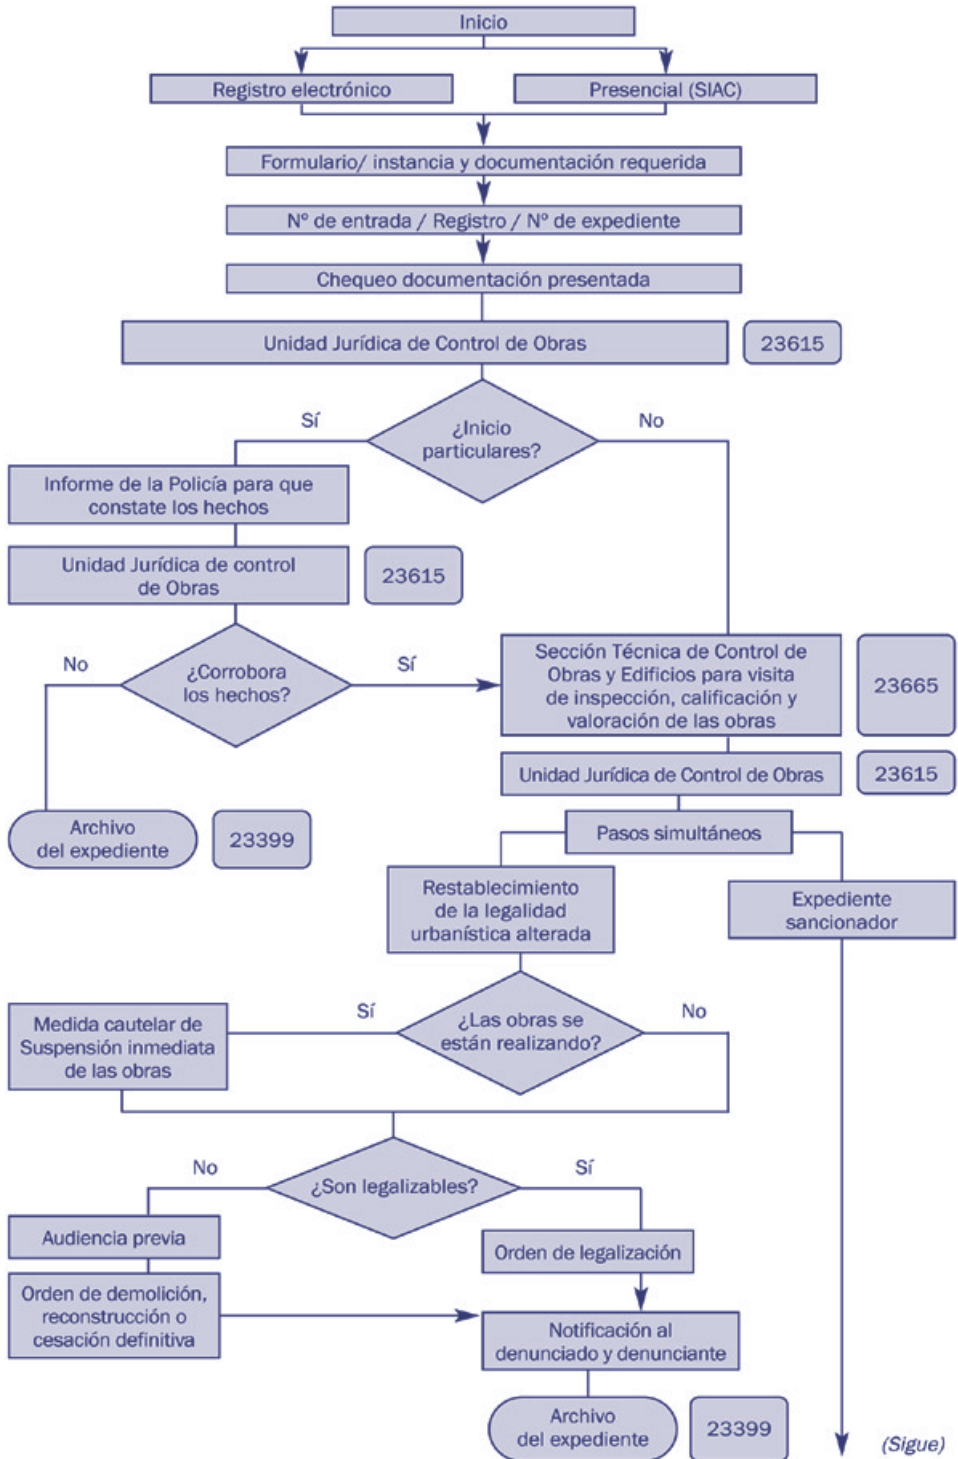 Inicio
Registro electrónico
Presencial (SIAC)
Formulario/ instancia y documentación requerida
Nº de entrada / Registro / Nº de expediente
Chequeo documentación presentada
Unidad Jurídica de Control de Obras
23615
¿Inicio
particulares?
Sí
No
Informe de la Policía para que
constate los hechos
Unidad Jurídica de control
de Obras
23615
¿Corrobora
los hechos?
No
Sí
Sección Técnica de Control de
Obras y Edificios para visita
de inspección, calificación y
valoración de las obras
23665
Unidad Jurídica de Control de Obras
23615
Archivo
del expediente
23399
Pasos simultáneos
Restablecimiento
de la legalidad
urbanística alterada
Expediente
sancionador
¿Las obras se
están realizando?
Sí
No
Medida cautelar de
Suspensión inmediata
de las obras
¿Son legalizables?
No
Sí
Audiencia previa
Orden de legalización
Orden de demolición,
reconstrucción o
cesación definitiva
Notificación al
denunciado y denunciante
Archivo
del expediente
23399
(Sigue)